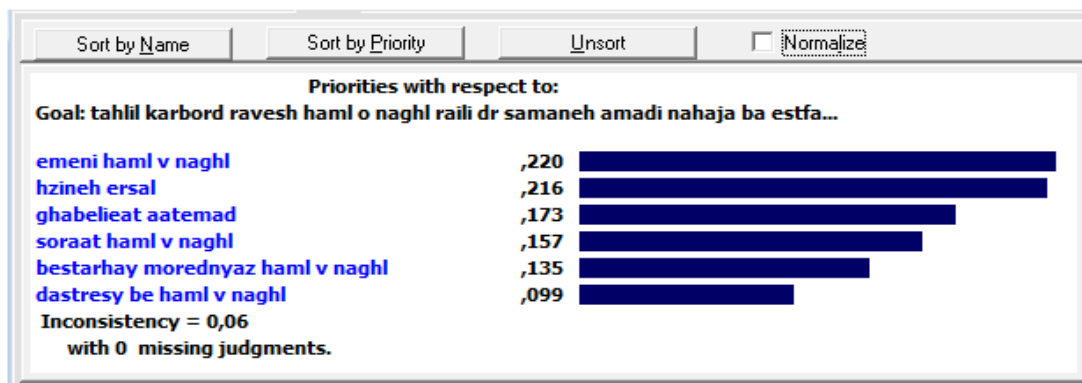 Sort by Name Sort by Priority Unsort Normalize
Priorities with respect to:
Goal: tahlil karbord ravesh haml o naghl raili dr samaneh amadi nahaja ba estfa...
emeni haml v naghl ,220
hzineh ersal ,216
ghabelieat aatemad ,173
soraat haml v naghl ,157
bestarhay morednyaz haml v naghl ,135
dastresy be haml v naghl ,099
Inconsistency = 0,06
with 0 missing judgments.